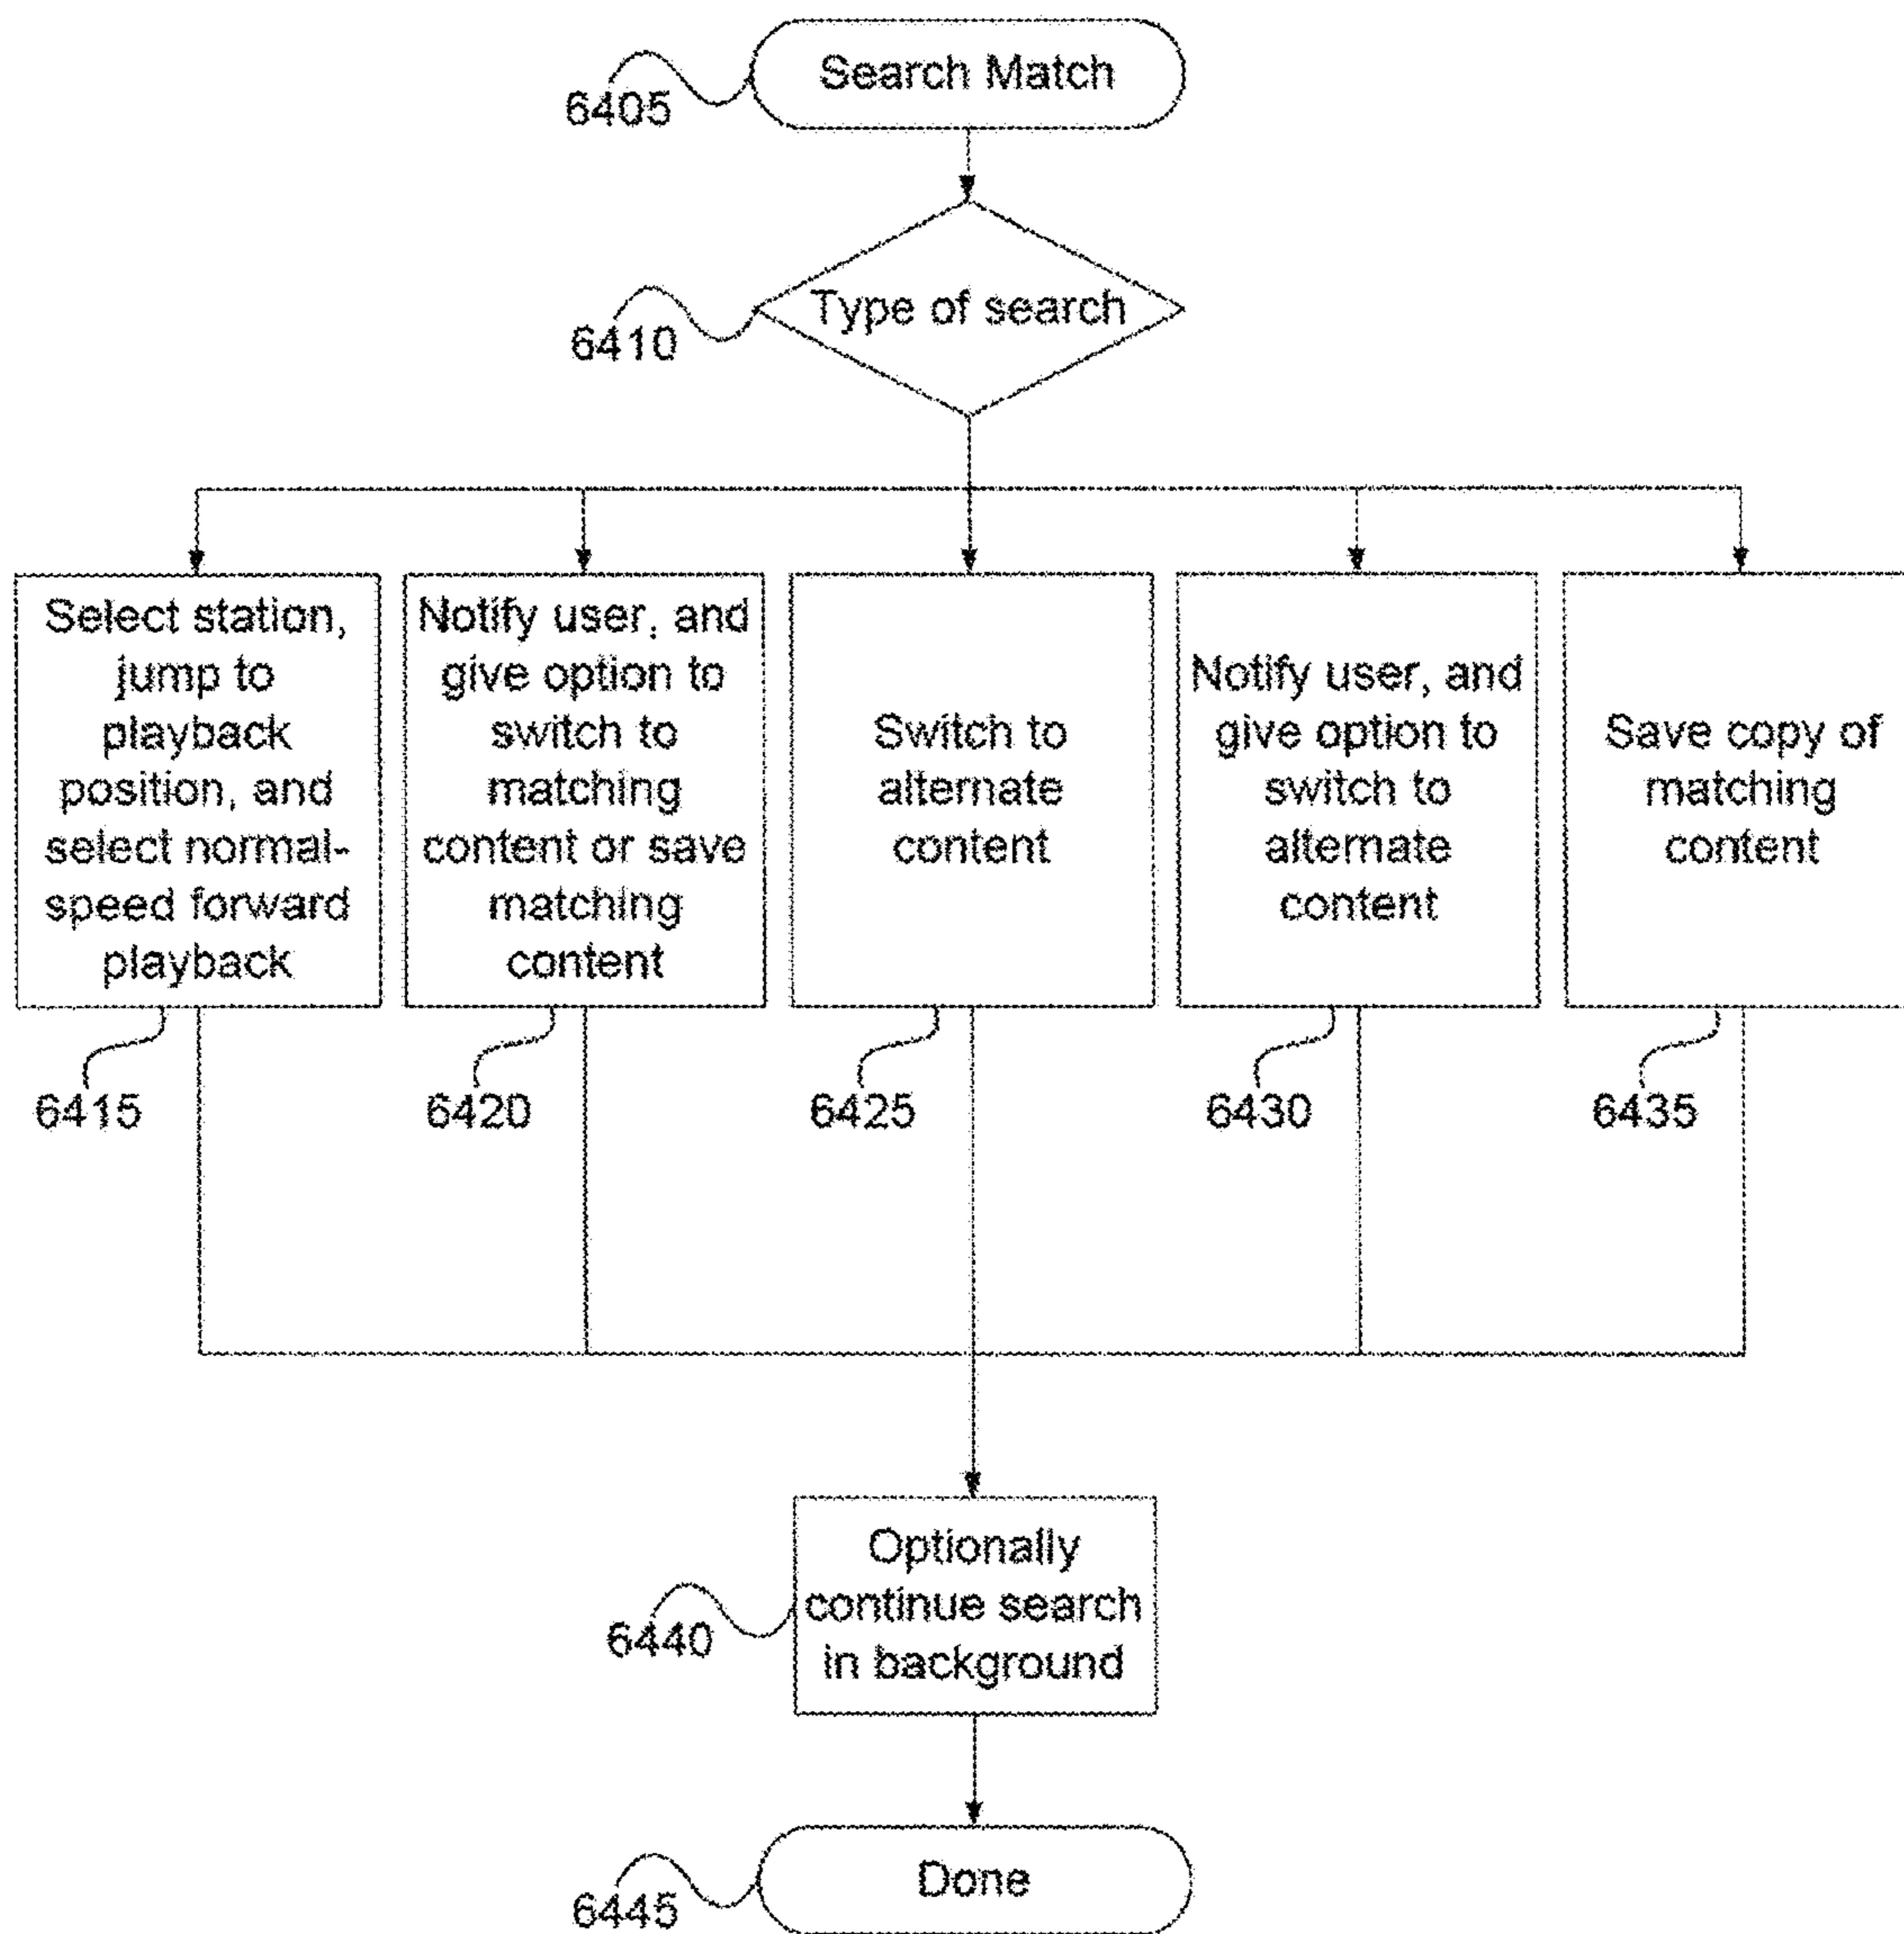 Search Match
6405
Type of search
6410
Select station,
jump to
playback
position, and
select normal-
speed forward
playback
Notify user, and
give option to
switch to
matching
content or save
matching
content
Switch to
alternate
content
Notify user, and
give option to
switch to
alternate
content
Save copy of
matching
content
6415
6420
6425
6430
6435
Optionally
continue search
in background
6440
Done
6445